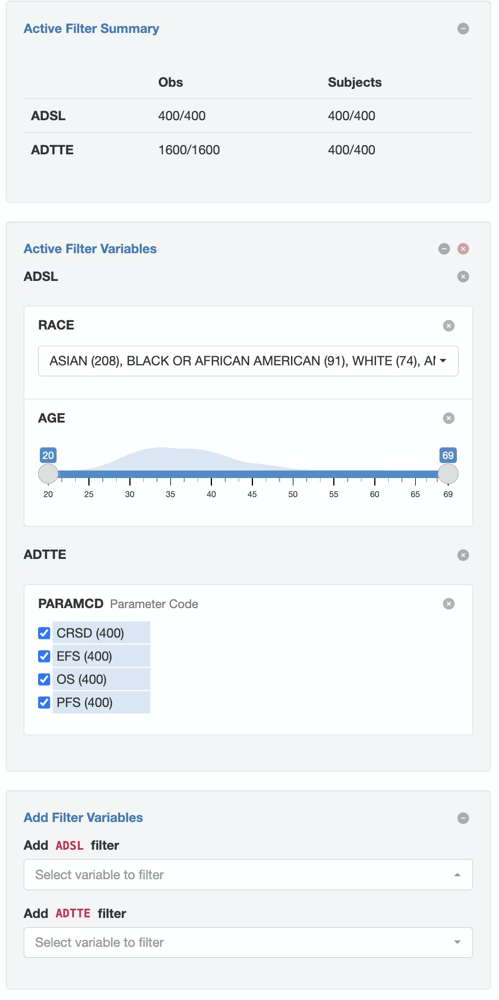 Active Filter Summary
Obs Subjects
ADSL 400/400 400/400
ADTTE 1600/1600 400/400
Active Filter Variables
ADSL
RACE
ASIAN (208), BLACK OR AFRICAN AMERICAN (91), WHITE (74),
AGE
20 69
20 25 30 35 40 45 50 55 60 65 69
ADTTE
PARAMCD Parameter Code
CRSD (400)
EFS (400)
OS (400)
PFS (400)
Add Filter Variables
Add ADSL filter
Select variable to filter
Add ADTTE filter
Select variable to filter